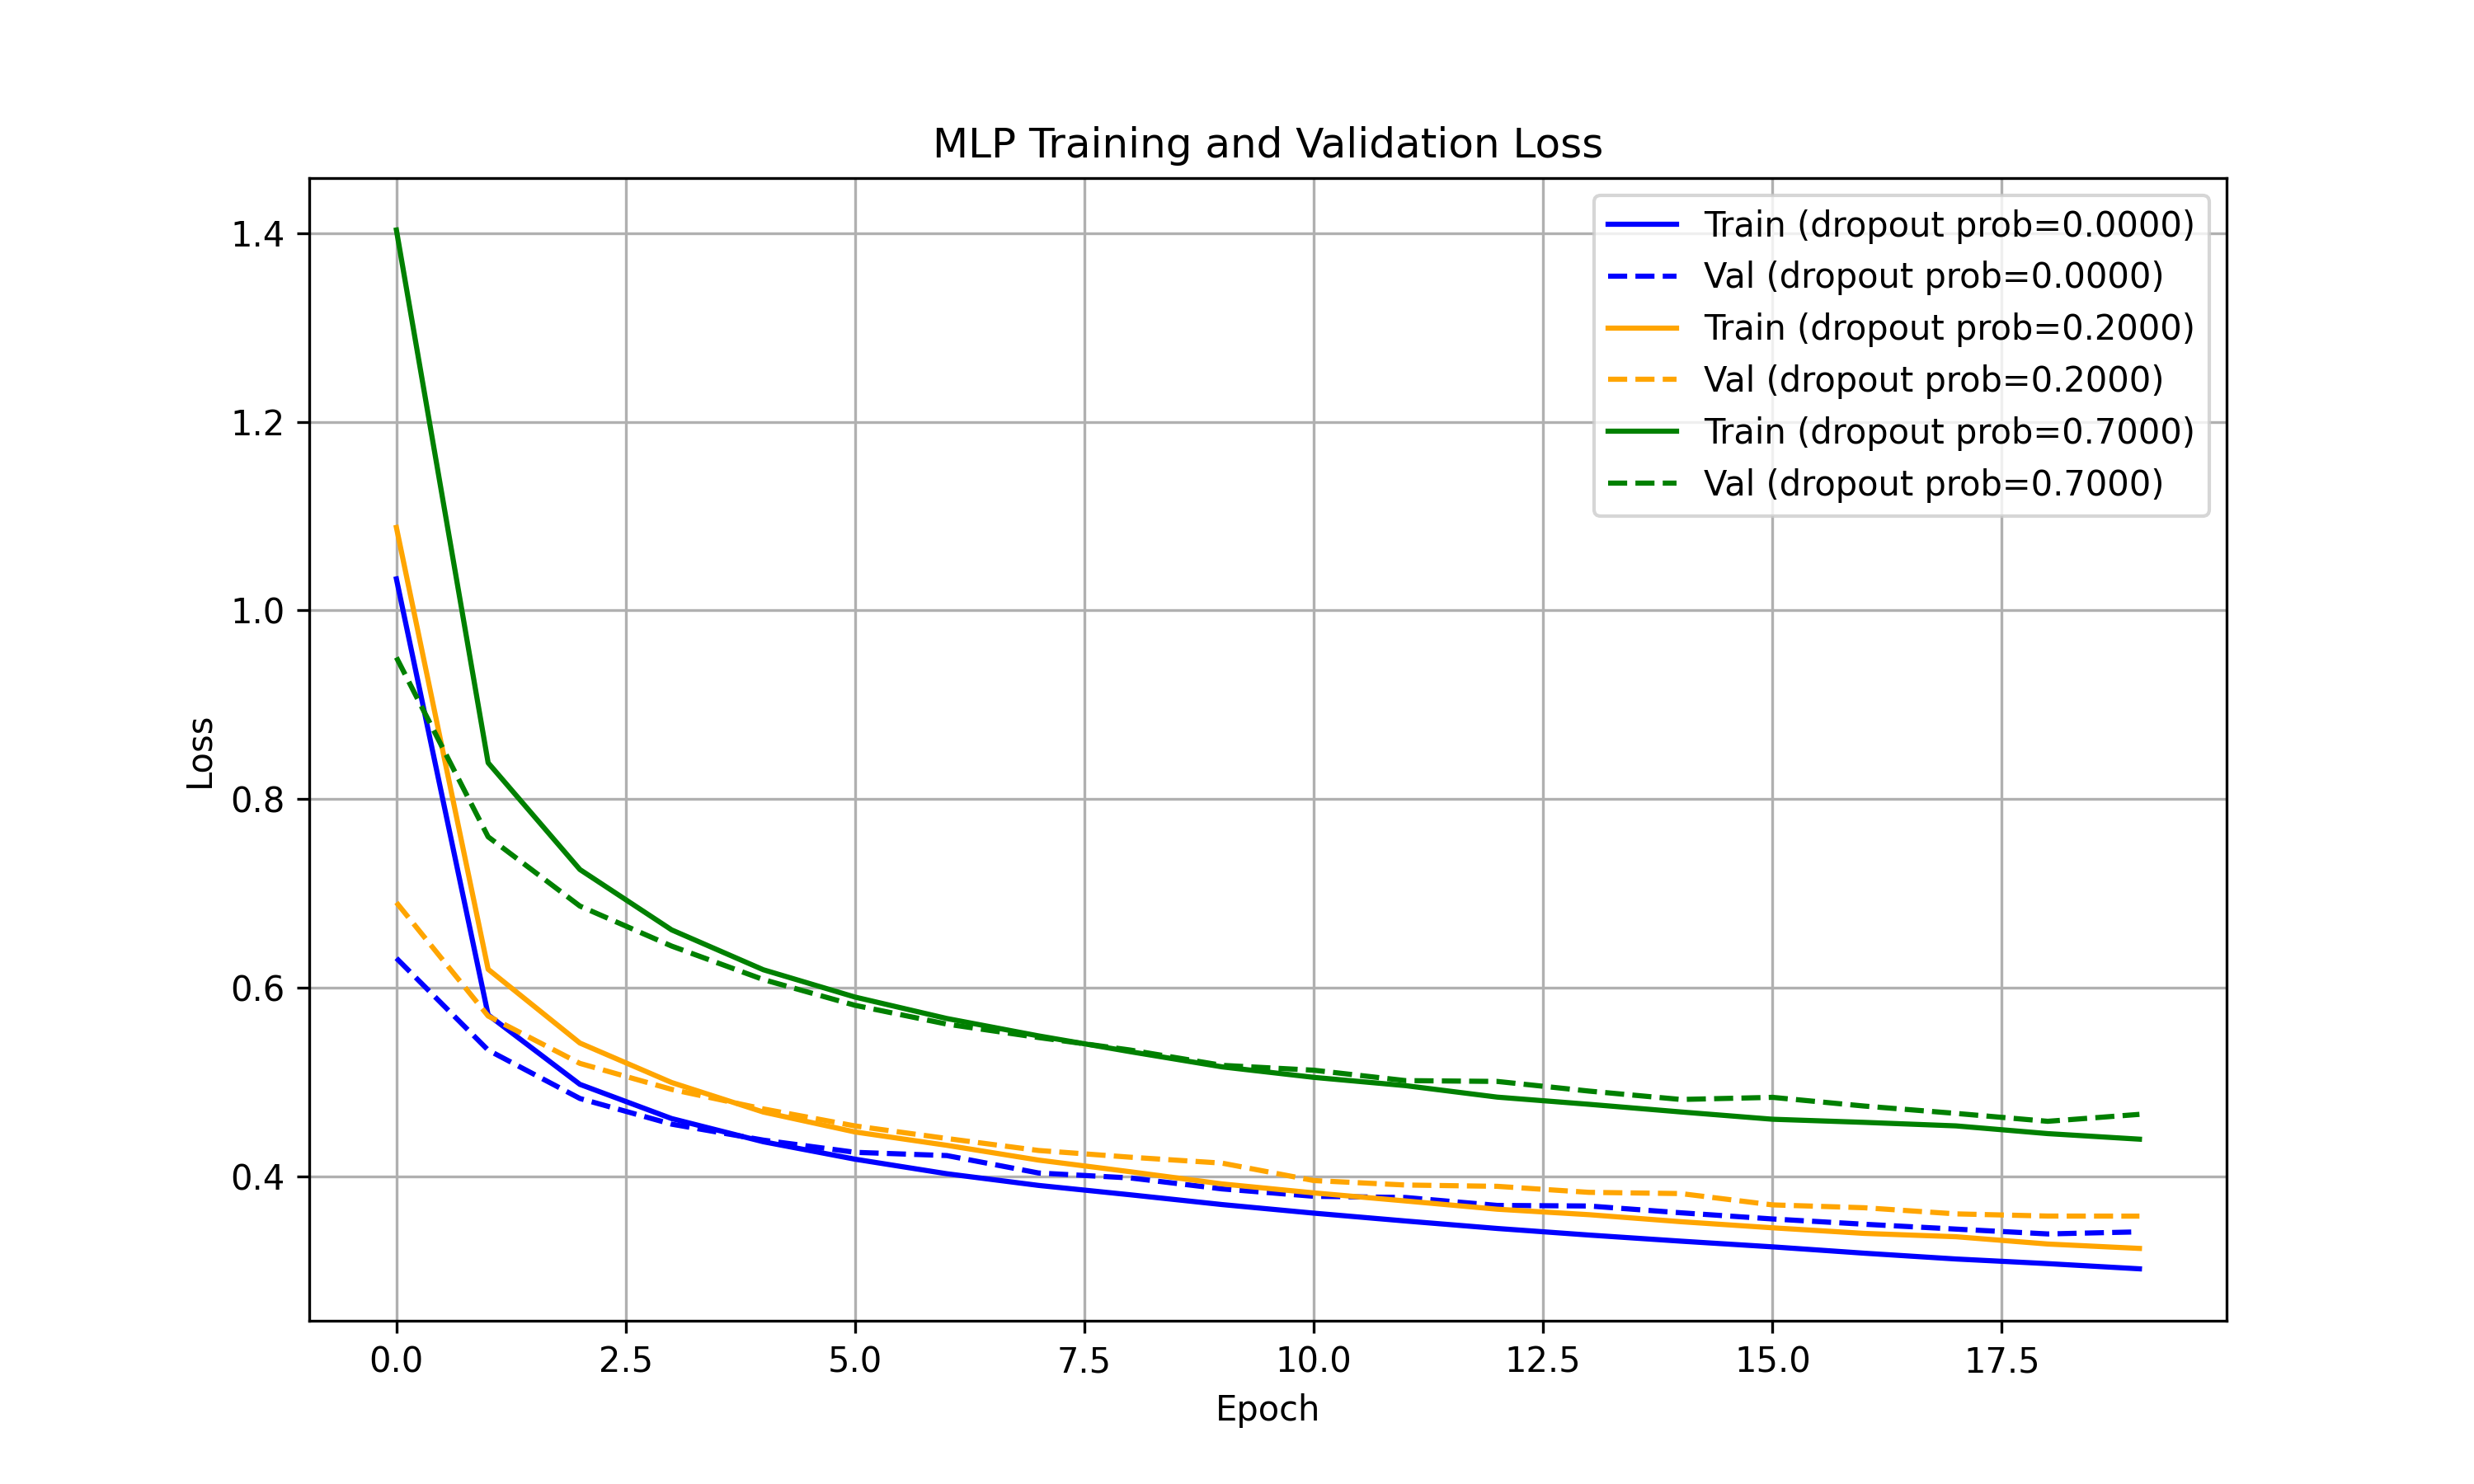 MLP Training and Validation Loss
1.4
1.2
1.0
0.8
0.6
0.4
Loss
Train (dropout prob=0.0000)
Val (dropout prob=0.0000)
Train (dropout prob=0.2000)
Val (dropout prob=0.2000)
Train (dropout prob=0.7000)
Val (dropout prob=0.7000)
0.0 2.5 5.0 7.5 10.0 12.5 15.0 17.5
Epoch